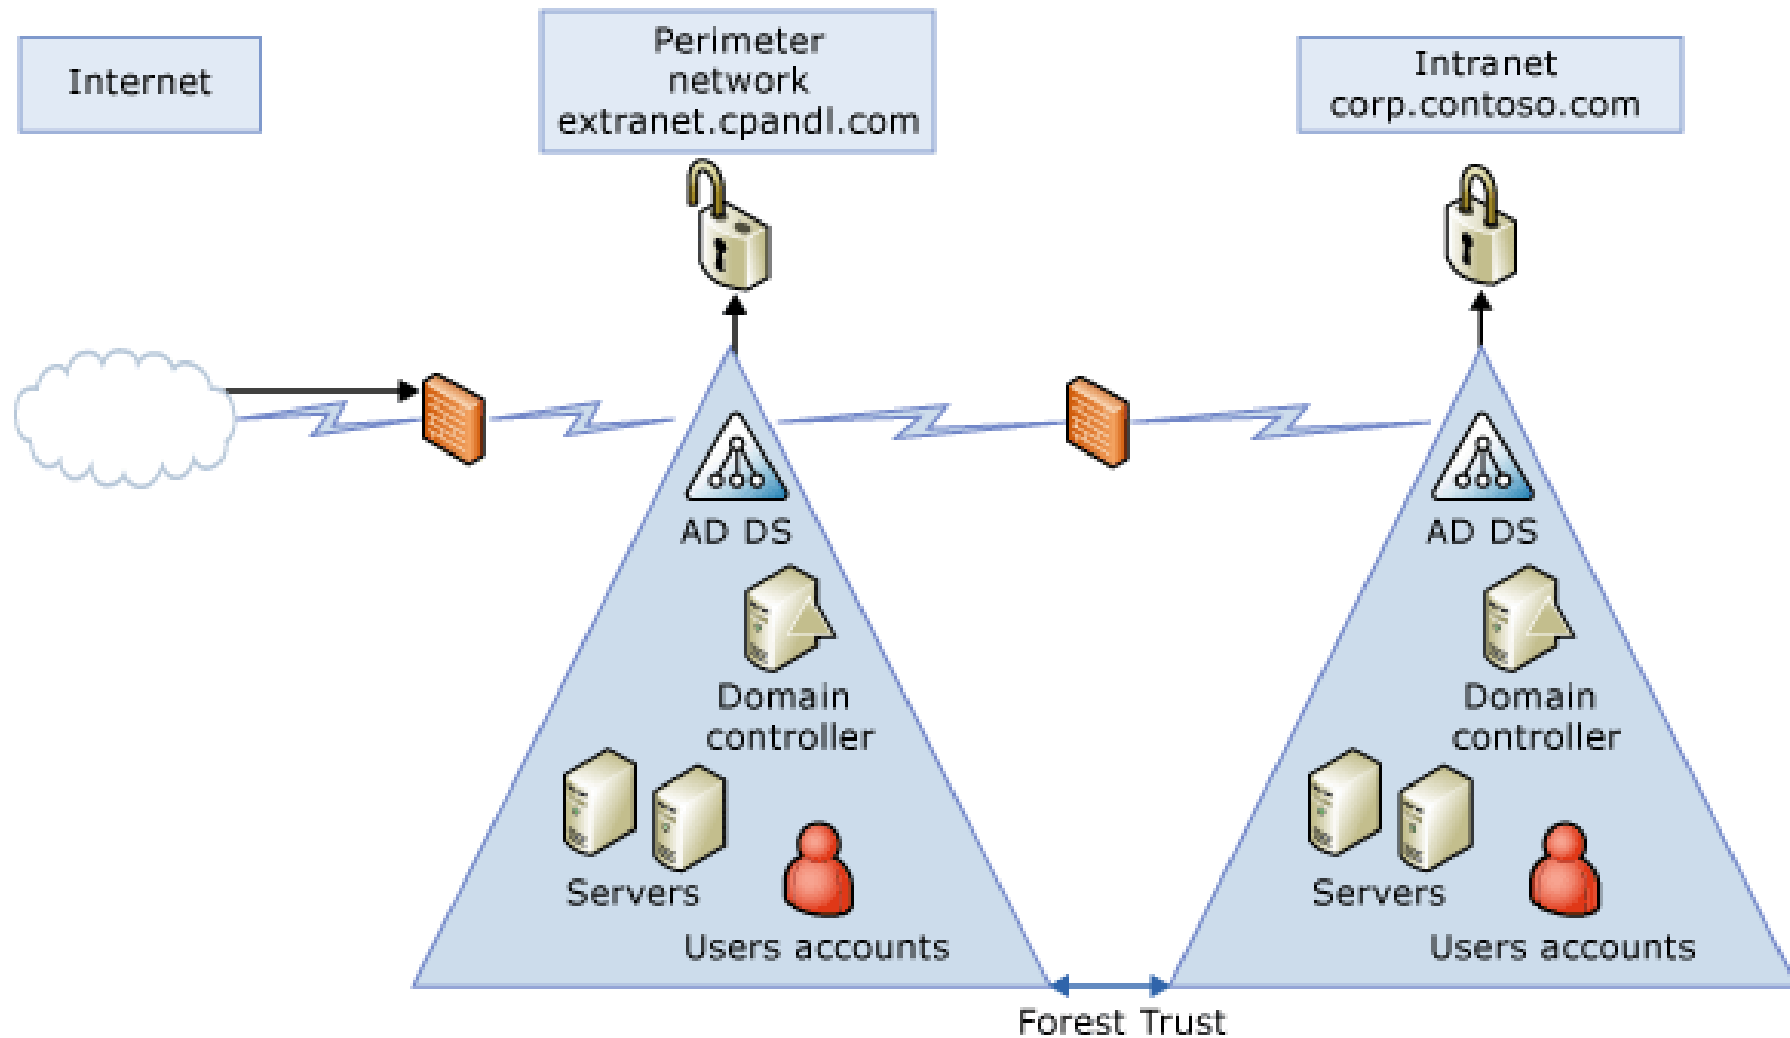 Internet
Perimeter
network
extranet.cpandl.com
Intranet
corp.contoso.com
AD DS
Domain
controller
Servers
Users accounts
AD DS
Domain
controller
Servers
Users accounts
Forest Trust